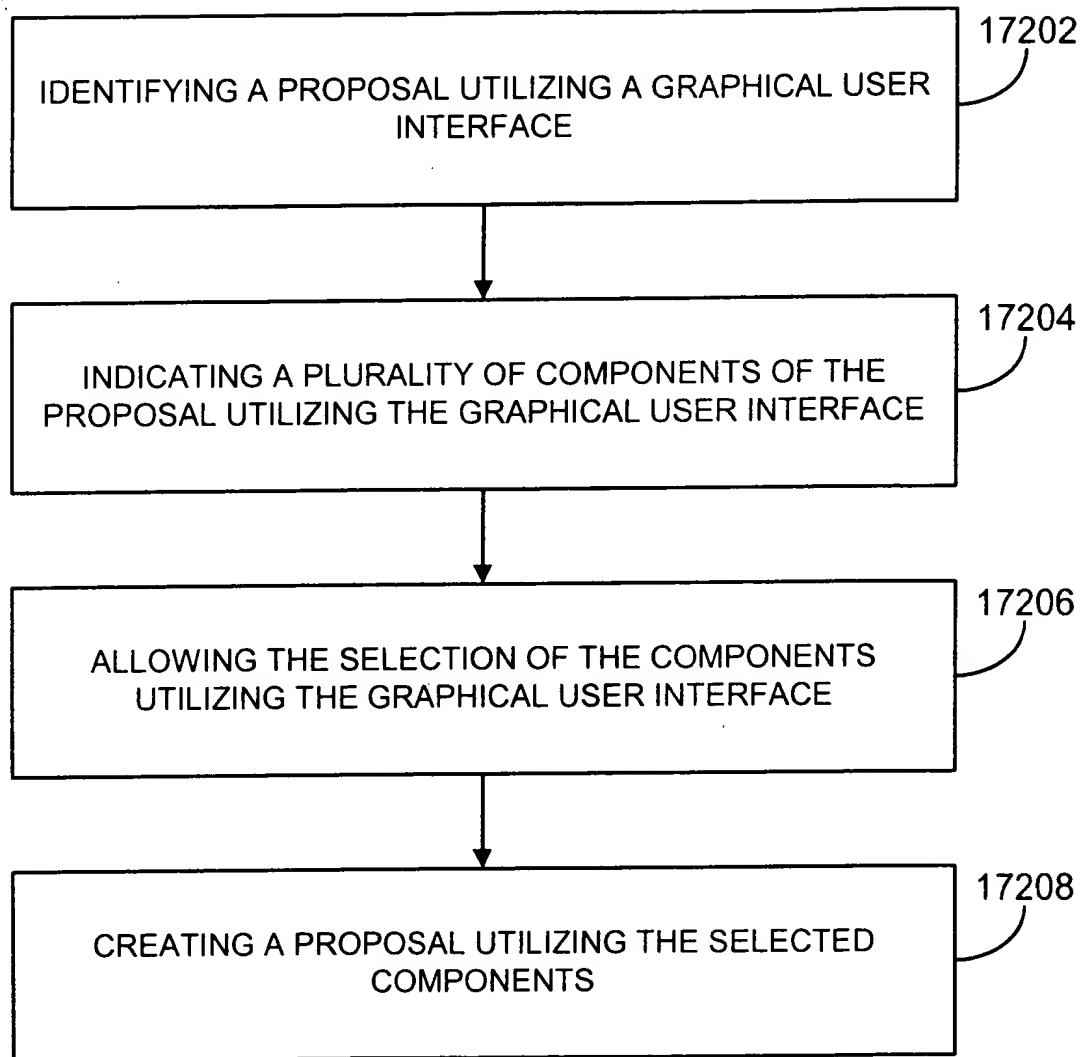 17202
IDENTIFYING A PROPOSAL UTILIZING A GRAPHICAL USER
INTERFACE
17204
INDICATING A PLURALITY OF COMPONENTS OF THE
PROPOSAL UTILIZING THE GRAPHICAL USER INTERFACE
17206
ALLOWING THE SELECTION OF THE COMPONENTS
UTILIZING THE GRAPHICAL USER INTERFACE
17208
CREATING A PROPOSAL UTILIZING THE SELECTED
COMPONENTS